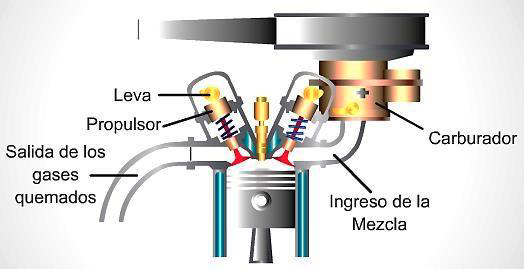 Leva
Propulsor
Salida de los
gases
quemados
Carburador
Ingreso de la
Mezcla